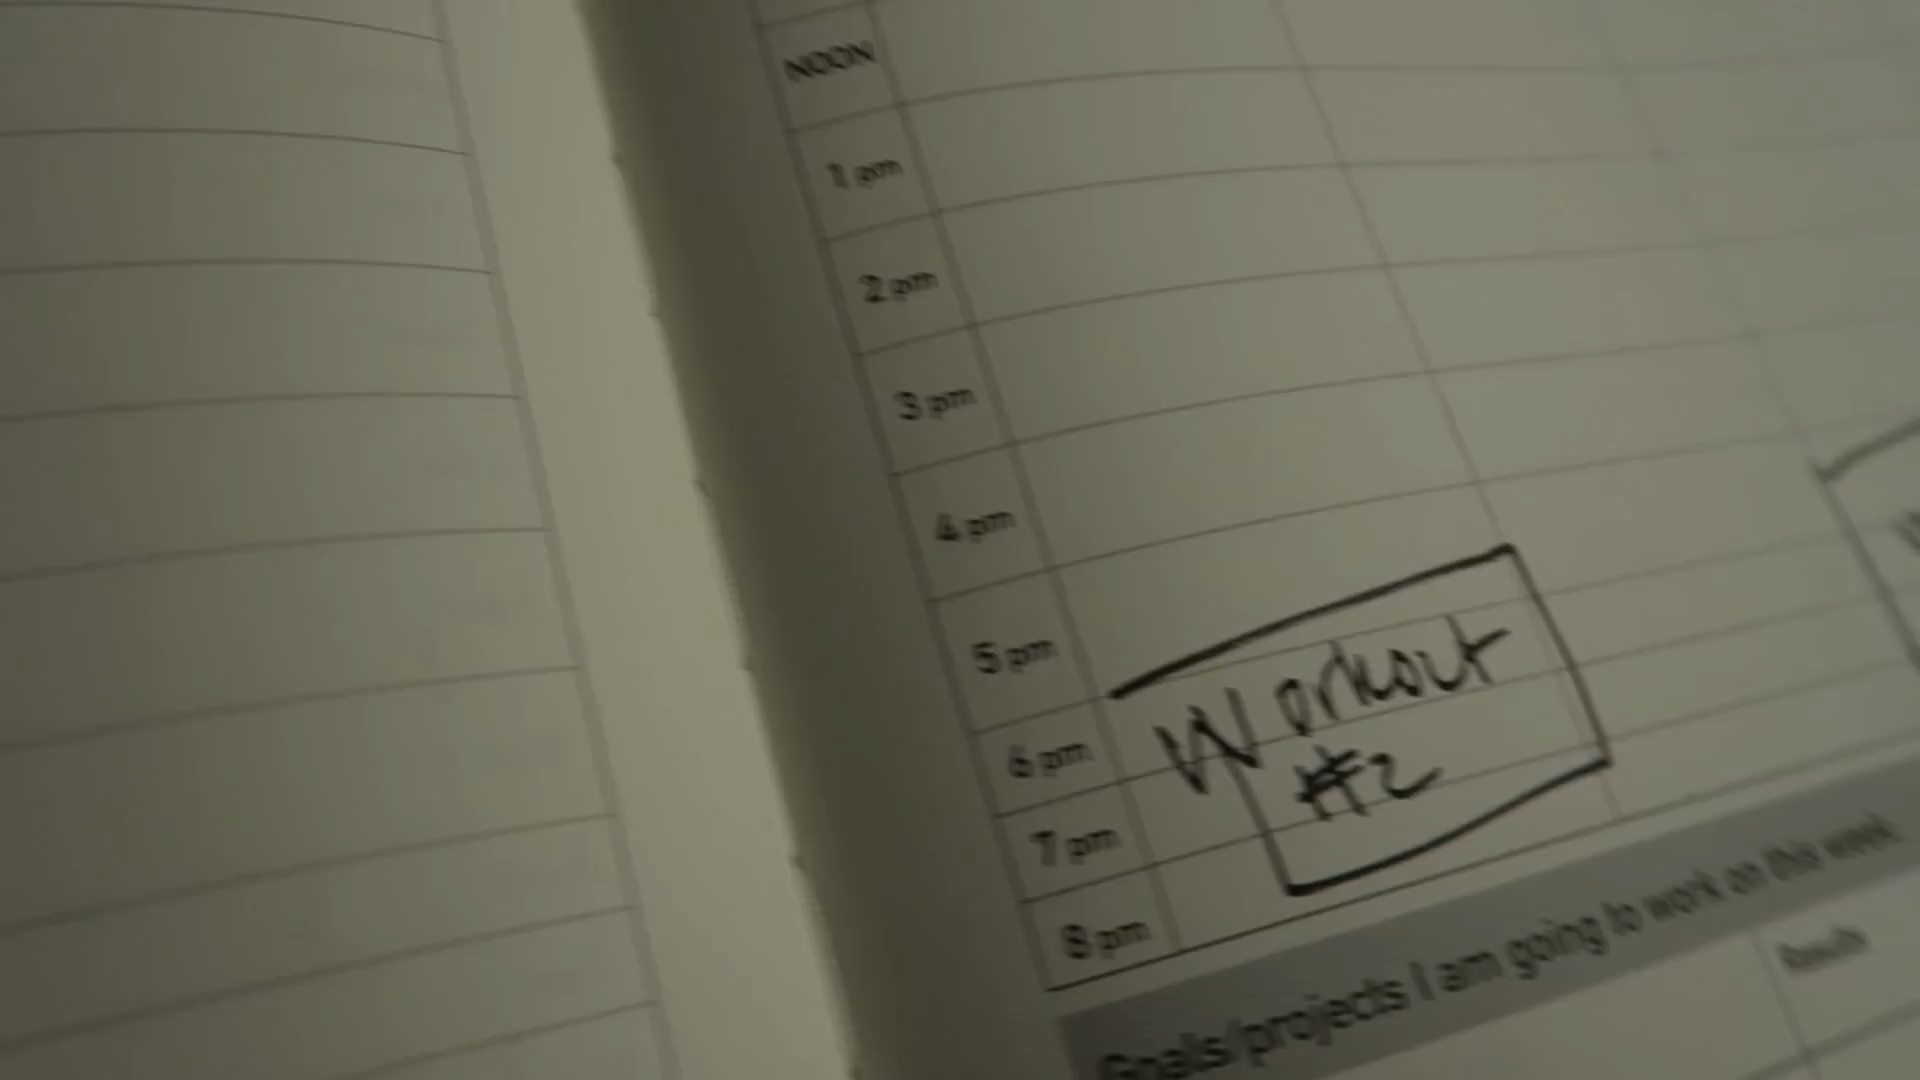 NOON
1 pm
2 pm
3 pm
4 pm
5 pm
6 pm
7 pm
8 pm
Workout
#2
Goals/projects I am going to work on this week
Results